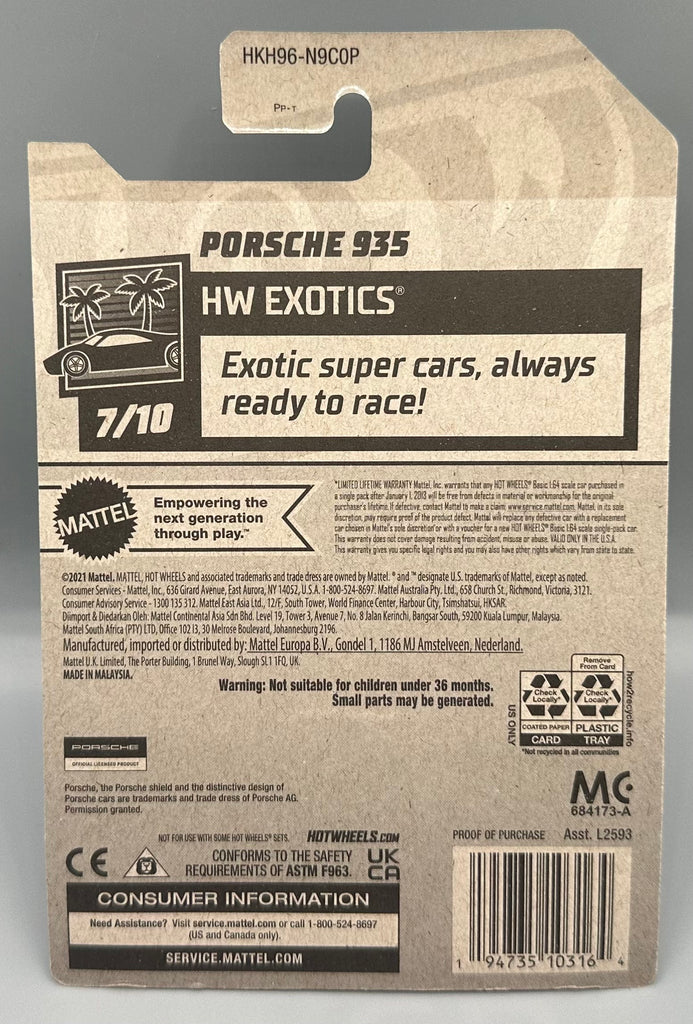 HKH96-N9C0P
PP-T
PORSCHE 935
HW EXOTICS®
Exotic super cars, always
ready to race!
7/10
MATTEL
Empowering the
next generation
through play.™
*LIMITED LIFETIME WARRANTY Mattel, Inc. warrants that any HOT WHEELS® Basic 1:64 scale car purchased in
a single pack after January 1, 2013 will be free from defects in material or workmanship for the original
purchaser's lifetime. If defective, contact Mattel to make a claim: www.service.mattel.com. Mattel, in its sole
discretion, may require proof of the product defect. Mattel will replace any defective car with a replacement
car chosen in Mattel's sole discretion or with a voucher for a new HOT WHEELS® Basic 1:64 scale single-pack car.
This warranty does not cover damage resulting from accident, misuse or abuse. VALID ONLY IN THE U.S.A.
This warranty gives you specific legal rights and you may also have other rights which vary from state to state.
©2021 Mattel. MATTEL, HOT WHEELS and associated trademarks and trade dress are owned by Mattel. ® and ™ designate U.S. trademarks of Mattel, except as noted.
Consumer Services - Mattel, Inc., 636 Girard Avenue, East Aurora, NY 14052, U.S.A. 1-800-524-8697. Mattel Australia Pty. Ltd., 658 Church St., Richmond, Victoria, 3121.
Consumer Advisory Service - 1300 135 312. Mattel East Asia Ltd., 12/F, South Tower, World Finance Center, Harbour City, Tsimshatsui, HKSAR.
Diimport & Diedarkan Oleh: Mattel Continental Asia Sdn Bhd. Level 19, Tower 3, Avenue 7, No. 8 Jalan Kerinchi, Bangsar South, 59200 Kuala Lumpur, Malaysia.
Mattel South Africa (PTY) LTD, Office 102 I3, 30 Melrose Boulevard, Johannesburg 2196.
Manufactured, imported or distributed by: Mattel Europa B.V., Gondel 1, 1186 MJ Amstelveen, Nederland.
Mattel U.K. Limited, The Porter Building, 1 Brunel Way, Slough SL1 1FQ, UK.
MADE IN MALAYSIA.
Warning: Not suitable for children under 36 months.
Small parts may be generated.
US ONLY
Remove
From Card
Check
Locally*
Check
Locally*
COATED PAPER
PLASTIC
CARD
TRAY
*Not recycled in all communities
how2recycle.info
PORSCHE
OFFICIAL LICENSED PRODUCT
Porsche, the Porsche shield and the distinctive design of
Porsche cars are trademarks and trade dress of Porsche AG.
Permission granted.
MC
684173-A
NOT FOR USE WITH SOME HOT WHEELS® SETS.
HOTWHEELS.COM
PROOF OF PURCHASE
Asst. L2593
CE
CONFORMS TO THE SAFETY
REQUIREMENTS OF ASTM F963.
UK
CA
CONSUMER INFORMATION
Need Assistance? Visit service.mattel.com or call 1-800-524-8697
(US and Canada only).
SERVICE.MATTEL.COM
1 94735 10316 4